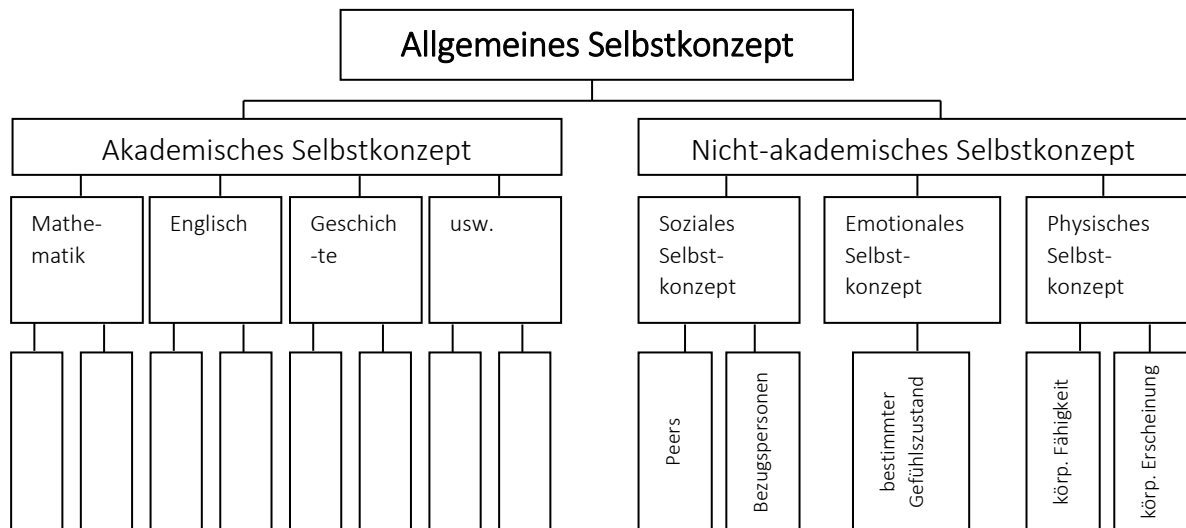 Allgemeines Selbstkonzept
Akademisches Selbstkonzept
Nicht-akademisches Selbstkonzept
Mathe-
matik
Englisch
Geschich
-te
usw.
Soziales
Selbst-
konzept
Emotionales
Selbst-
konzept
Physisches
Selbst-
konzept
Peers
Bezugspersonen
bestimmter
Gefühlszustand
körp. Fähigkeit
körp. Erscheinung